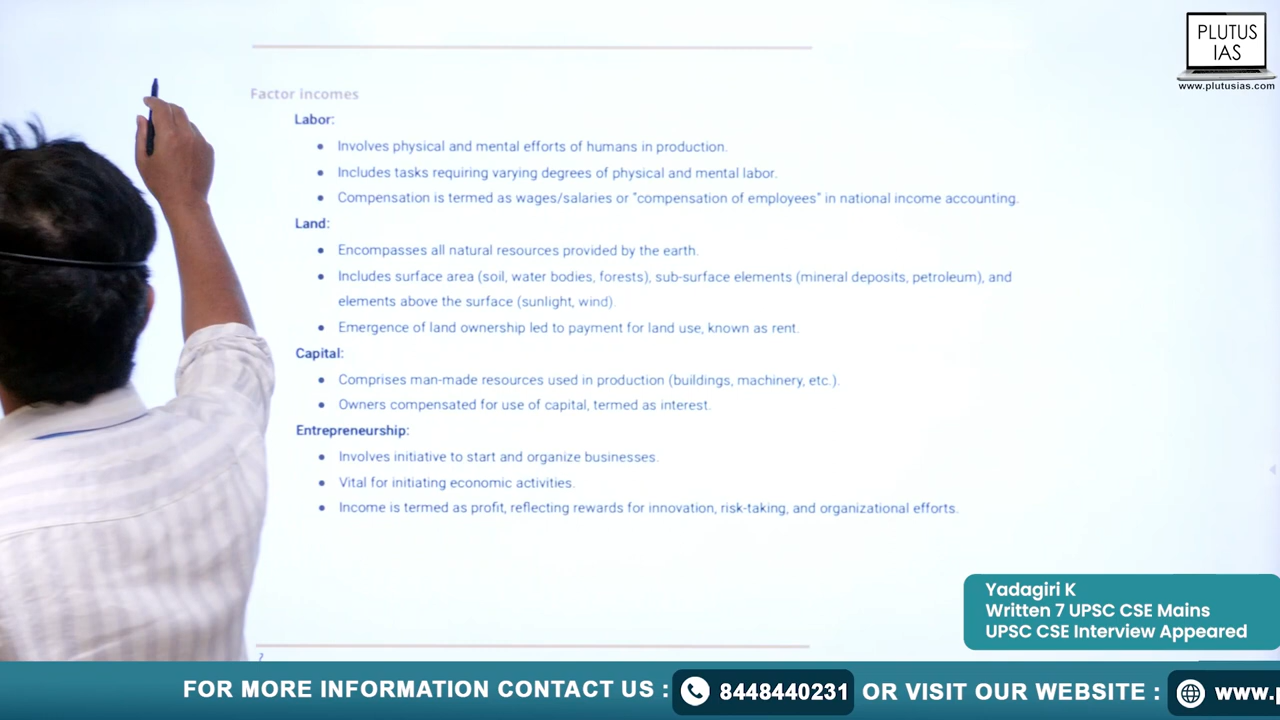 PLUTUS
IAS
www.plutusias.com
Factor incomes
Labor:
• Involves physical and mental efforts of humans in production.
• Includes tasks requiring varying degrees of physical and mental labor.
• Compensation is termed as wages/salaries or "compensation of employees" in national income accounting.
Land:
• Encompasses all natural resources provided by the earth.
• Includes surface area (soil, water bodies, forests), sub-surface elements (mineral deposits, petroleum), and
elements above the surface (sunlight, wind).
• Emergence of land ownership led to payment for land use, known as rent.
Capital:
• Comprises man-made resources used in production (buildings, machinery, etc.).
• Owners compensated for use of capital, termed as interest.
Entrepreneurship:
• Involves initiative to start and organize businesses.
• Vital for initiating economic activities.
• Income is termed as profit, reflecting rewards for innovation, risk-taking, and organizational efforts.
Yadagiri K
Written 7 UPSC CSE Mains
UPSC CSE Interview Appeared
FOR MORE INFORMATION CONTACT US : 8448440231 OR VISIT OUR WEBSITE : www.